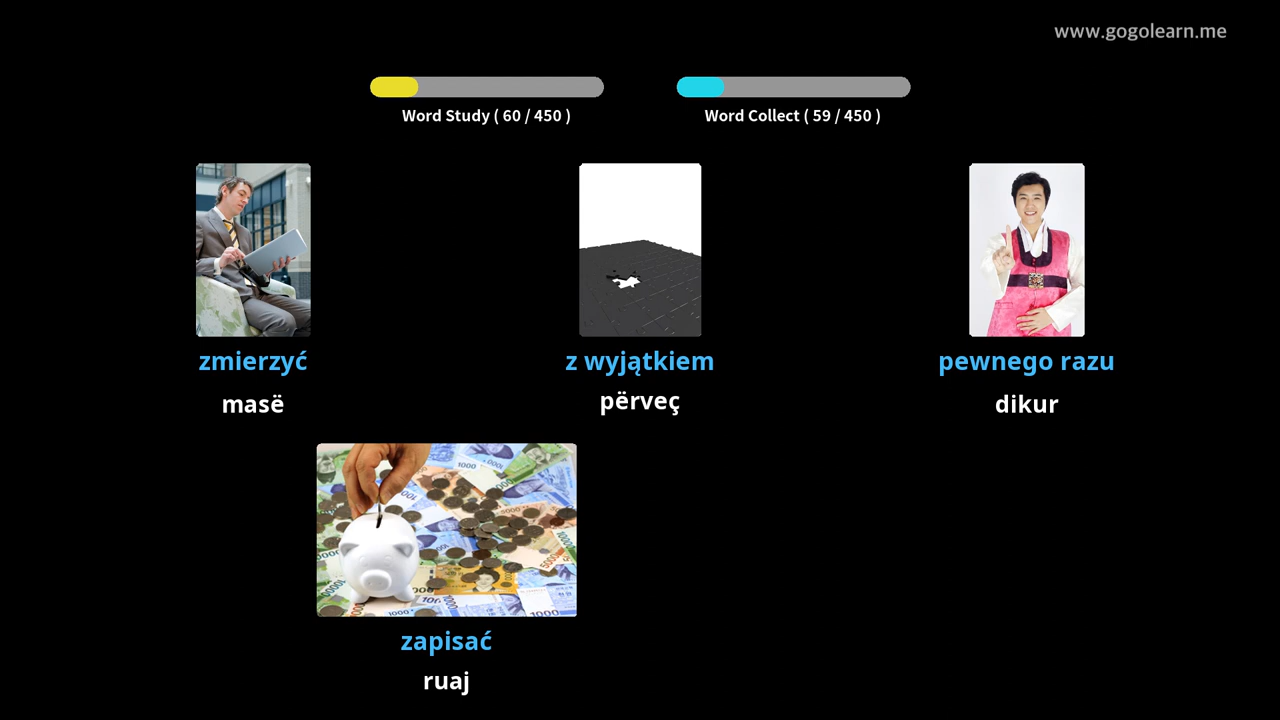 www.gogolearn.me
Word Study ( 60 / 450 )
Word Collect ( 59 / 450 )
zmierzyć
z wyjątkiem
pewnego razu
masë
përveç
dikur
zapisać
ruaj